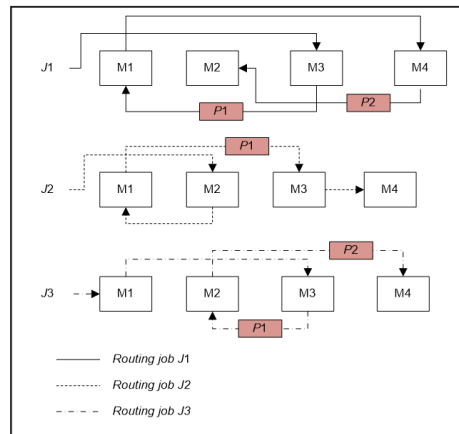 J1 M1 M2 M3 M4
P1 P2
P1
J2 M1 M2 M3 M4
P2
J3 M1 M2 M3 M4
P1
Routing job J1
Routing job J2
Routing job J3